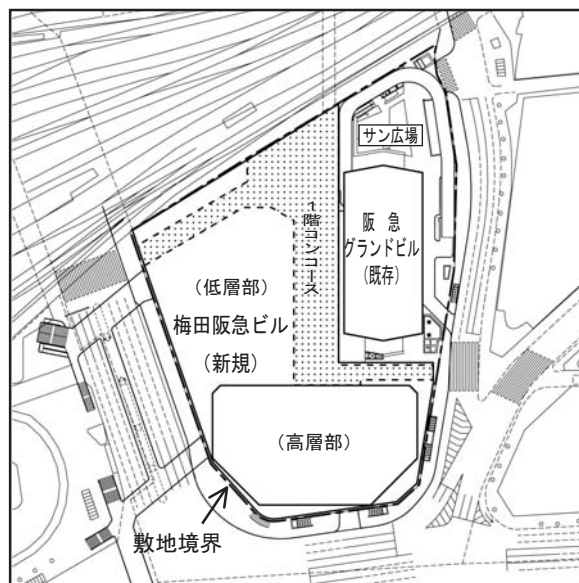 サン広場
1階コンコース
阪急
グランドビル
(既存)
(低層部)
梅田阪急ビル
(新規)
(高層部)
敷地境界